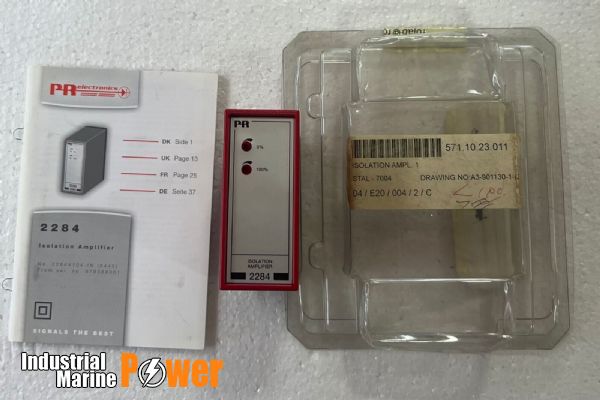 PR electronics
DK Side 1
UK Page 13
FR Page 25
DE Seite 37
2284
Isolation Amplifier
SIGNALS THE BEST
PR
0%
100%
ISOLATION
AMPLIFIER
2284
571.10.23.011
ISOLATION AMPL. 1
STAL - 7004 DRAWING NO:A3-901130-1-
04 / E20 / 004 / 2 / C
Industrial
Marine
Power